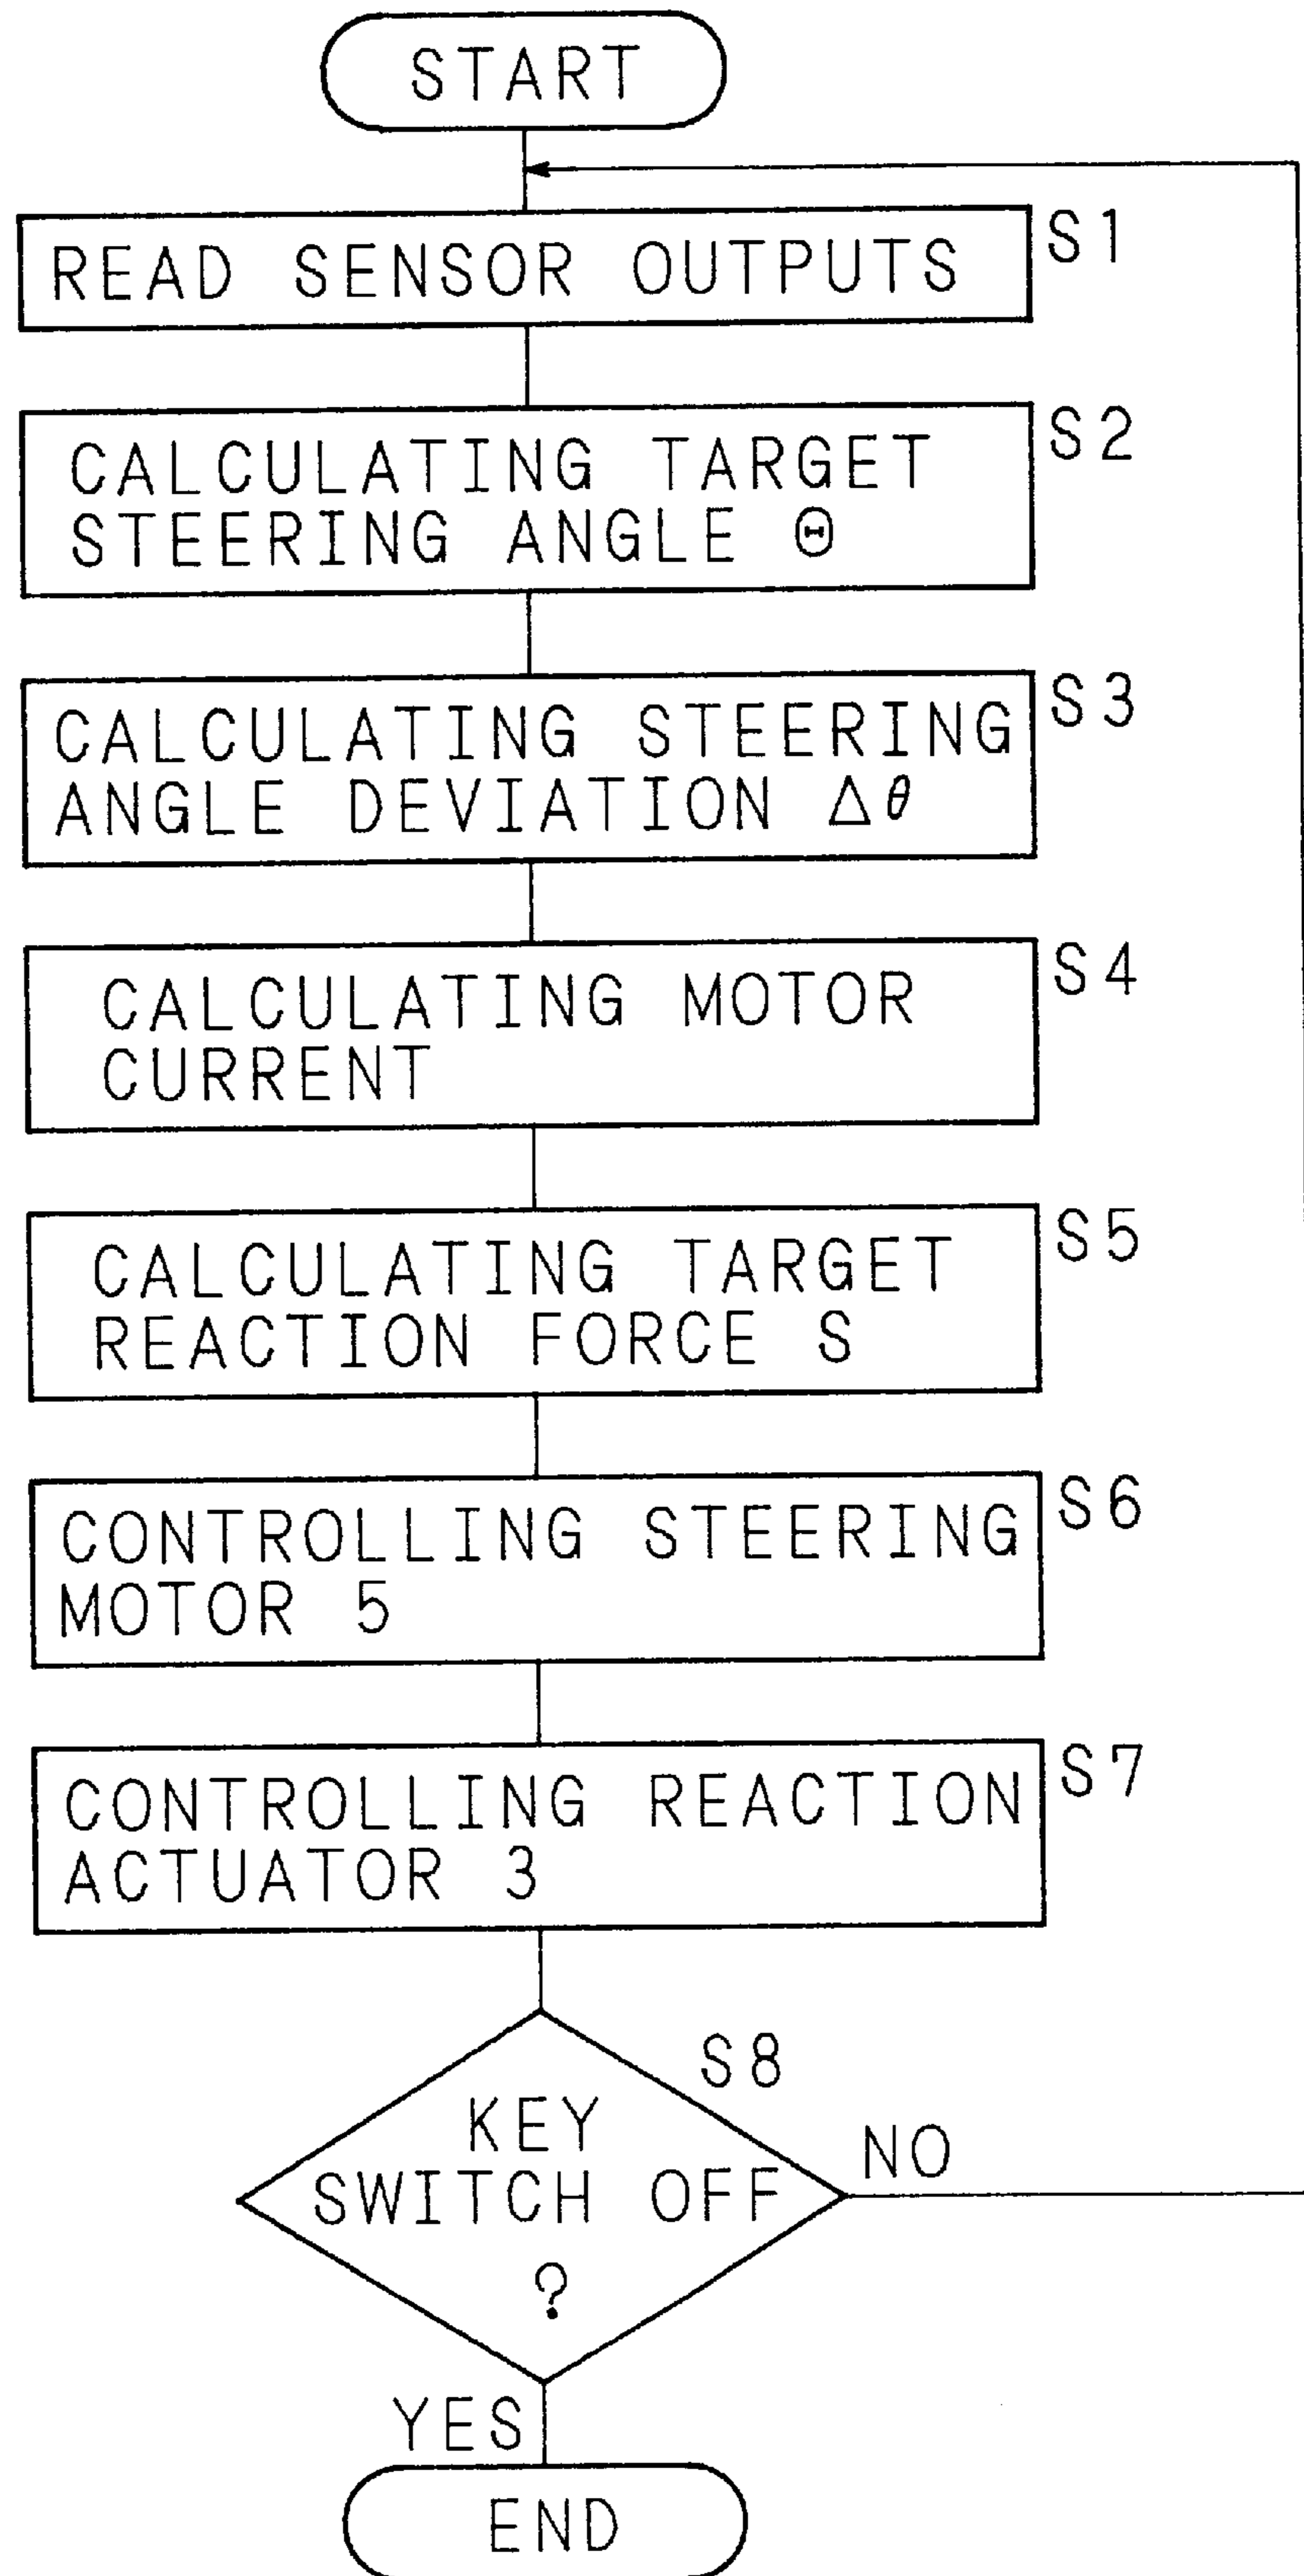 START
READ SENSOR OUTPUTS
S1
CALCULATING TARGET
STEERING ANGLE Θ
S2
CALCULATING STEERING
ANGLE DEVIATION Δθ
S3
CALCULATING MOTOR
CURRENT
S4
CALCULATING TARGET
REACTION FORCE S
S5
CONTROLLING STEERING
MOTOR 5
S6
CONTROLLING REACTION
ACTUATOR 3
S7
S8
KEY
SWITCH OFF
?
NO
YES
END